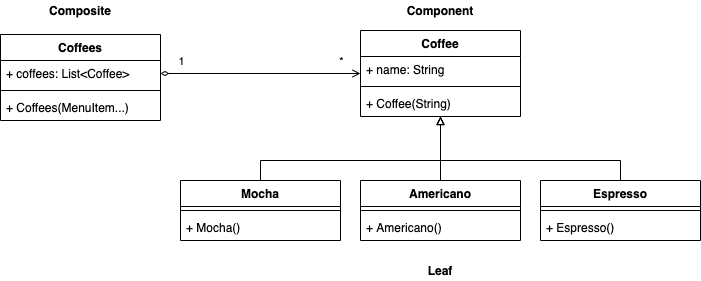 Composite
Component
Coffees
+ coffees: List<Coffee>
+ Coffees(MenuItem...)
1
*
Coffee
+ name: String
+ Coffee(String)
Mocha
+ Mocha()
Americano
+ Americano()
Espresso
+ Espresso()
Leaf